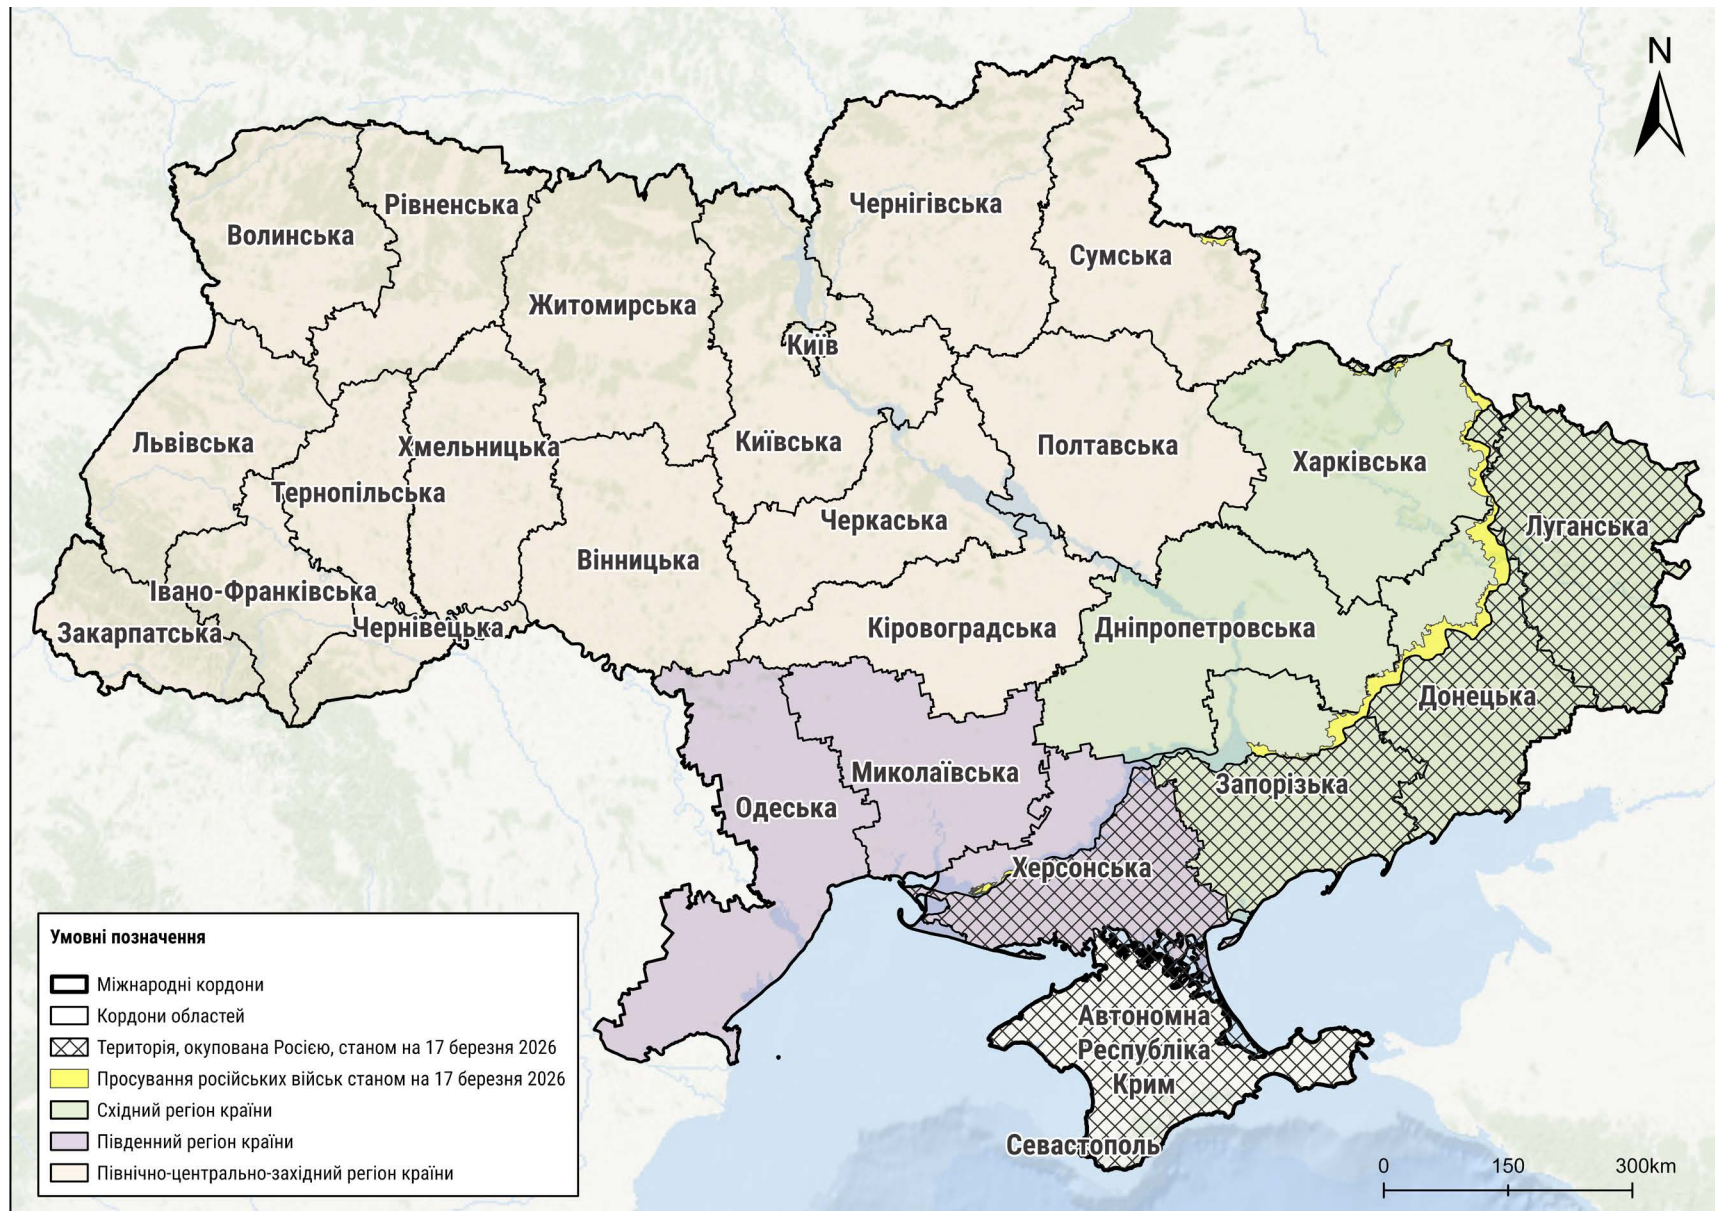 N
Рівненська
Чернігівська
Волинська
Сумська
Житомирська
Київ
Львівська
Хмельницька
Київська
Полтавська
Харківська
Тернопільська
Черкаська
Луганська
Вінницька
Івано-Франківська
Закарпатська
Чернівецька
Кіровоградська
Дніпропетровська
Донецька
Миколаївська
Одеська
Запорізька
Херсонська
Автономна
Республіка
Крим
Севастополь
Умовні позначення
Міжнародні кордони
Кордони областей
Територія, окупована Росією, станом на 17 березня 2026
Просування російських військ станом на 17 березня 2026
Східний регіон країни
Південний регіон країни
Північно-центрально-західний регіон країни
0 150 300km